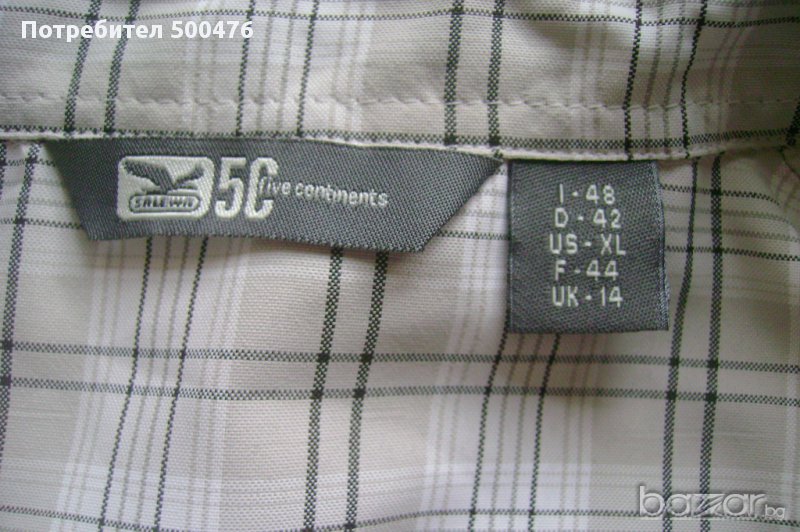 Потребител 500476
SALEWA
5C five continents
I - 48
D - 42
US - XL
F - 44
UK - 14
bazar.bg